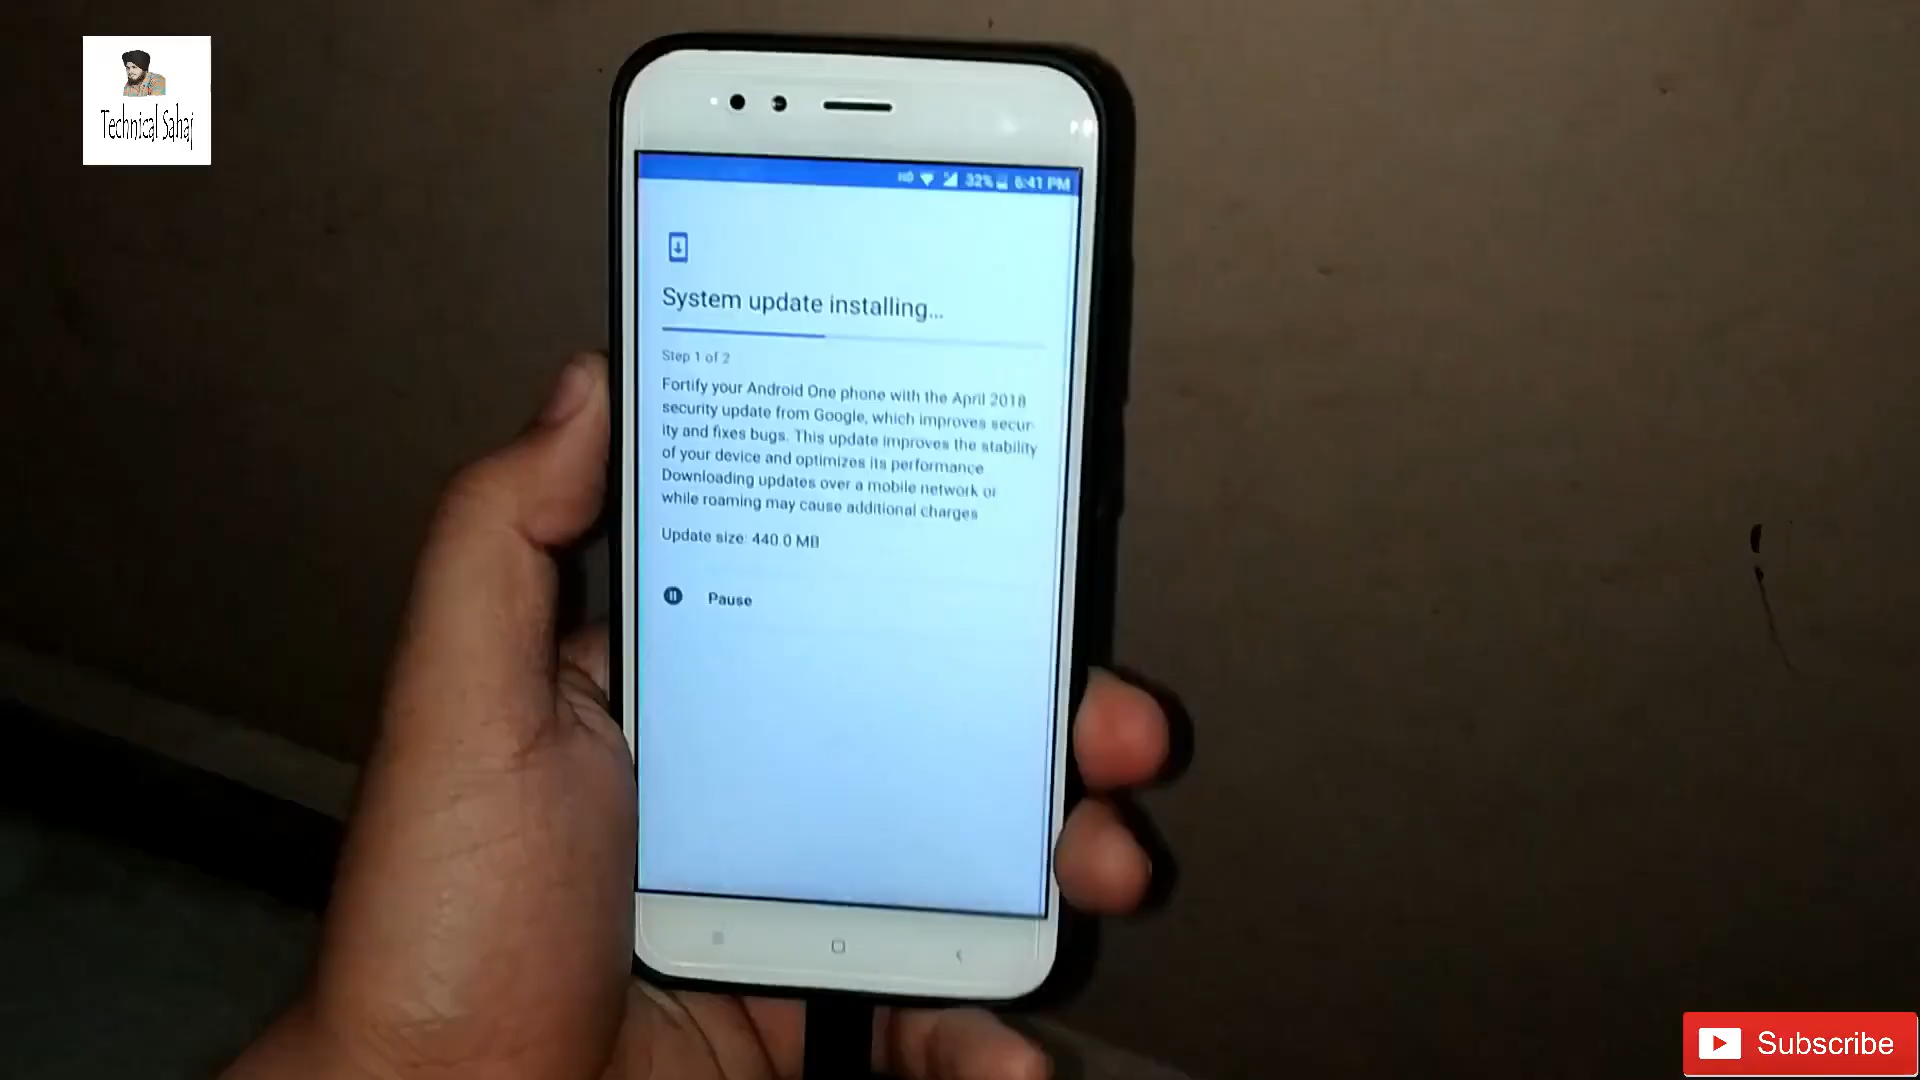 Technical Sahaj
HD 32% 6:41 PM
System update installing...
Step 1 of 2
Fortify your Android One phone with the April 2018
security update from Google, which improves secur-
ity and fixes bugs. This update improves the stability
of your device and optimizes its performance
Downloading updates over a mobile network or
while roaming may cause additional charges
Update size: 440.0 MB
Pause
Subscribe